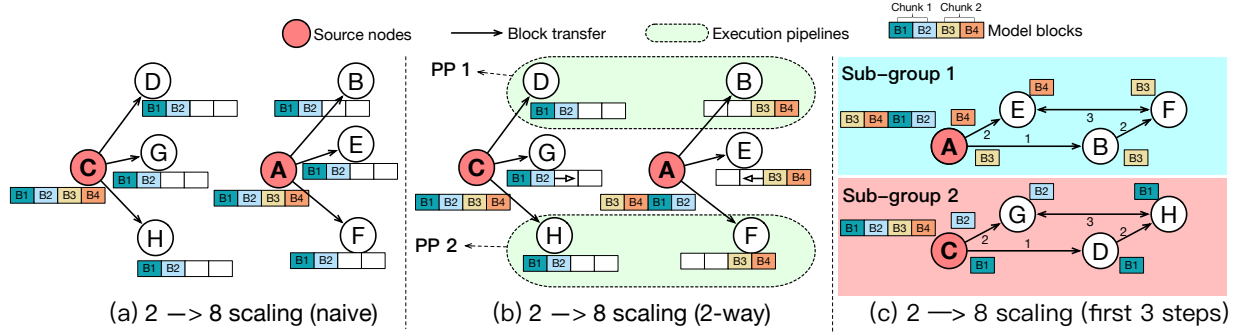 Chunk 1 Chunk 2
Source nodes Block transfer Execution pipelines B1 B2 B3 B4 Model blocks
D
B1 B2
B
B1 B2
G
B1 B2
E
B1 B2
C
B1 B2 B3 B4
A
B1 B2 B3 B4
H
B1 B2
F
B1 B2
(a) 2 —> 8 scaling (naive)
PP 1
D
B1 B2
B
B3 B4
G
B1 B2
E
B3 B4
C
B1 B2 B3 B4
A
B3 B4 B1 B2
PP 2
H
B1 B2
F
B3 B4
(b) 2 —> 8 scaling (2-way)
Sub-group 1
B4
B3
E
F
B3 B4 B1 B2
B4
2
3
2
A
1
B
B3
B3
Sub-group 2
B2
B1
G
H
B1 B2 B3 B4
B2
2
3
2
C
1
D
B1
B1
(c) 2 —> 8 scaling (first 3 steps)